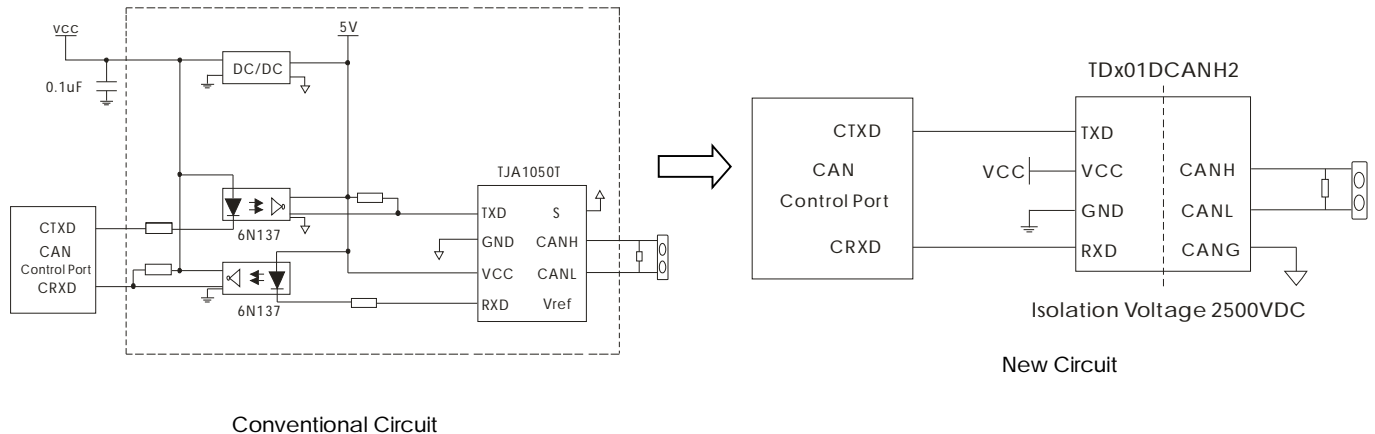 VCC
5V
DC/DC
0.1uF
TJA1050T
CTXD
CAN
Control Port
CRXD
6N137
6N137
TXD
S
GND
CANH
VCC
CANL
RXD
Vref
Conventional Circuit
TDx01DCANH2
CTXD
CAN
Control Port
CRXD
TXD
VCC
VCC
CANH
GND
CANL
RXD
CANG
Isolation Voltage 2500VDC
New Circuit